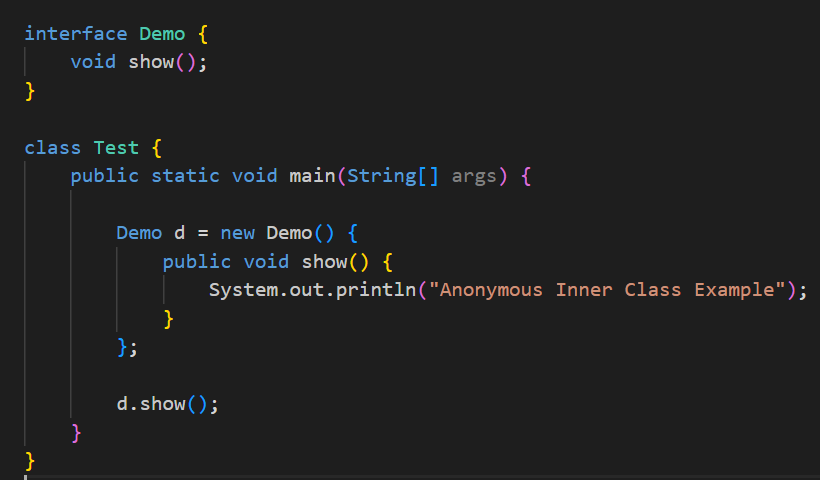 interface Demo {
    void show();
}

class Test {
    public static void main(String[] args) {

        Demo d = new Demo() {
            public void show() {
                System.out.println("Anonymous Inner Class Example");
            }
        };

        d.show();
    }
}